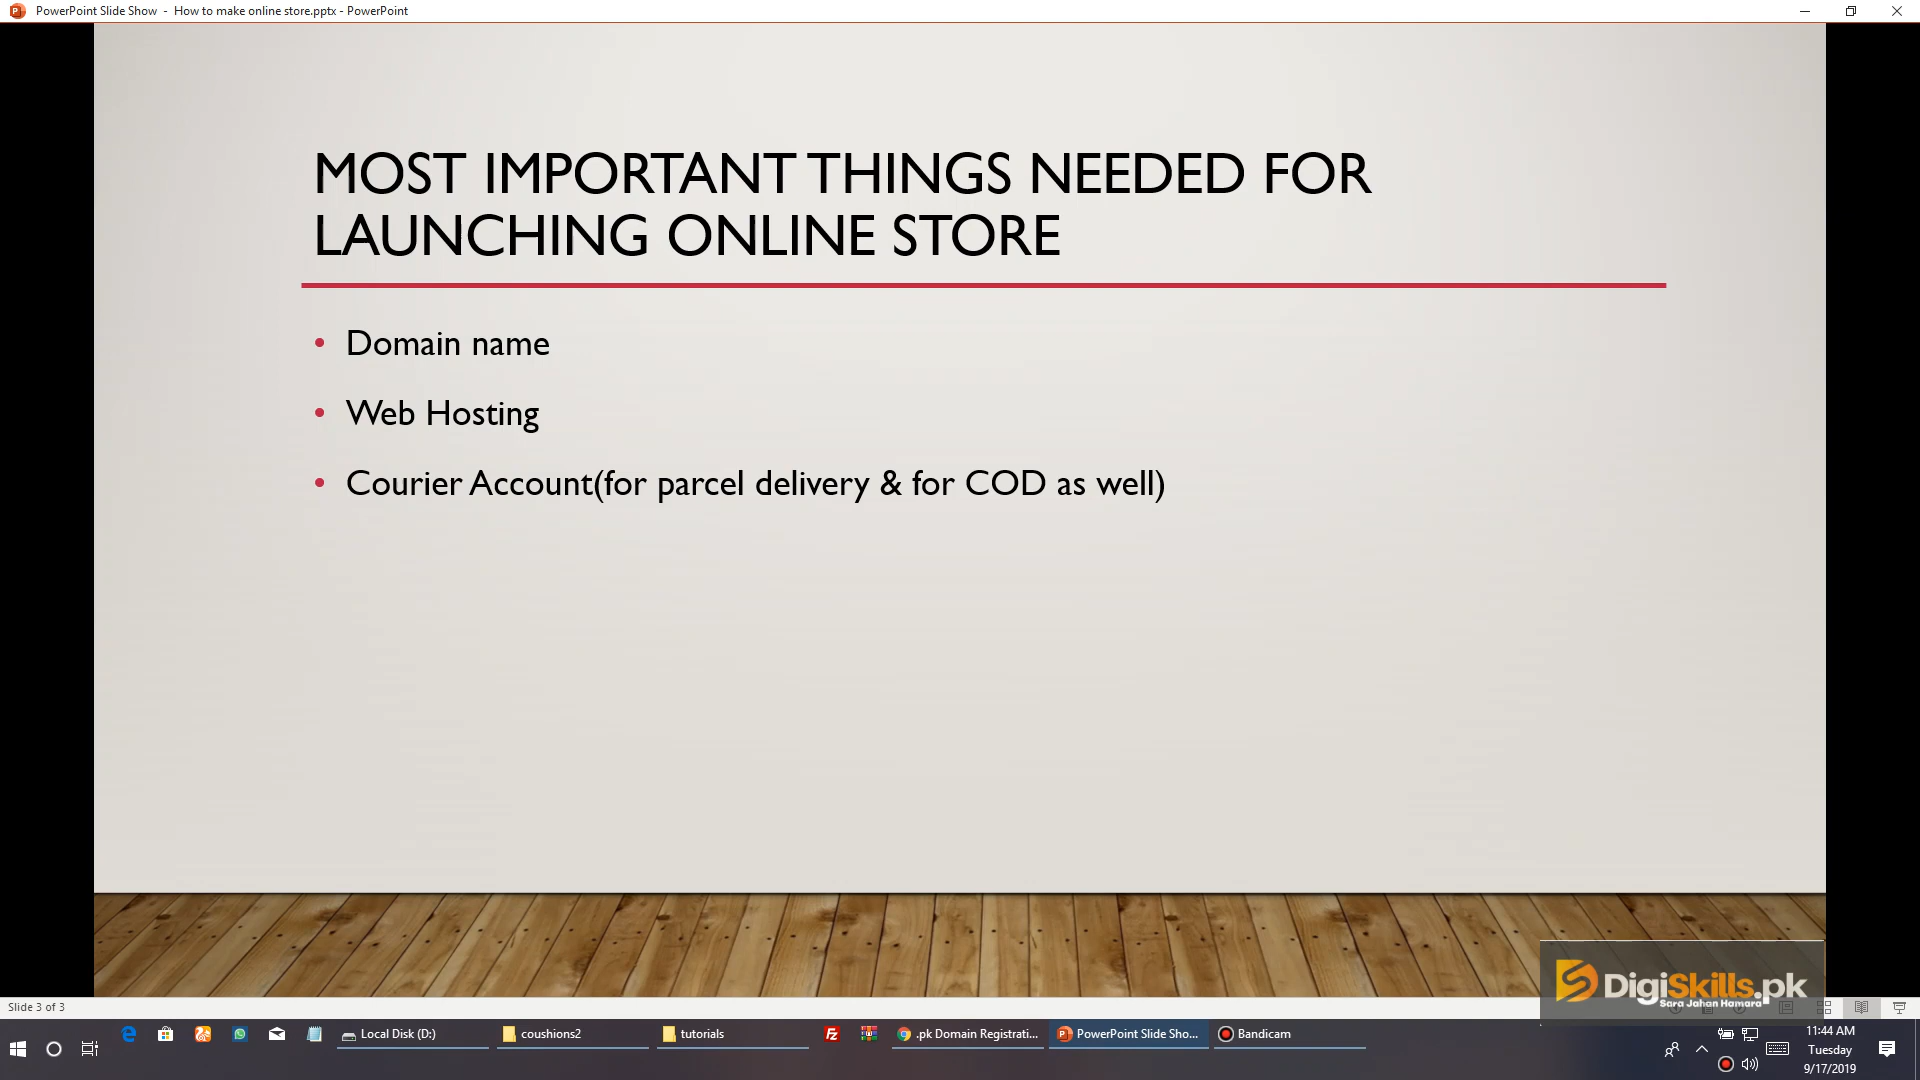 PowerPoint Slide Show - How to make online store.pptx - PowerPoint
MOST IMPORTANT THINGS NEEDED FOR
LAUNCHING ONLINE STORE
• Domain name
• Web Hosting
• Courier Account(for parcel delivery & for COD as well)
DigiSkills.pk
Sara Jahan Hamara
Slide 3 of 3
Local Disk (D:)
coushions2
tutorials
.pk Domain Registrati...
PowerPoint Slide Sho...
Bandicam
11:44 AM
Tuesday
9/17/2019